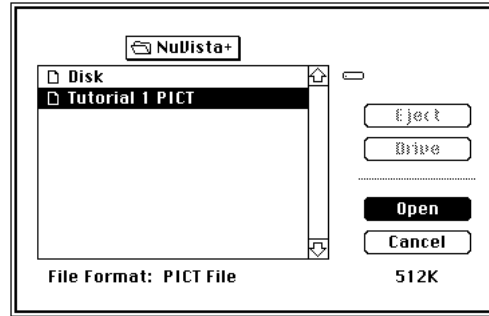 NuVista+
Disk
Tutorial 1 PICT
Eject
Drive
Open
Cancel
File Format: PICT File
512K